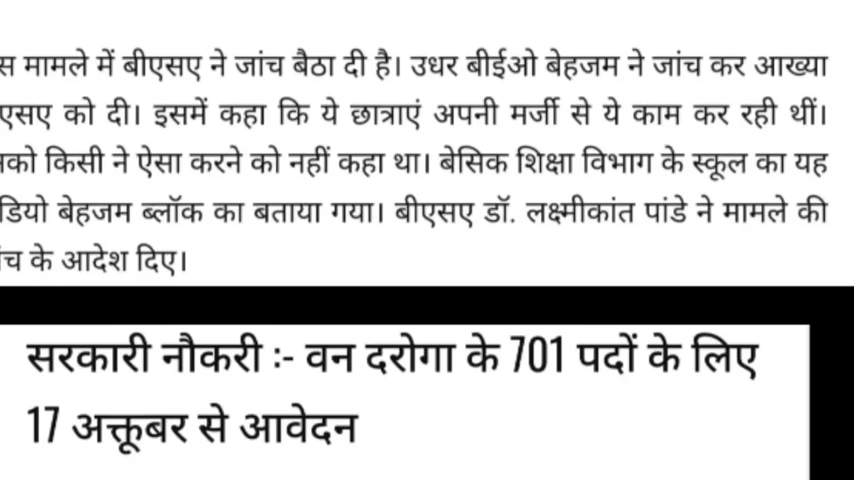 मामले में बीएसए ने जांच बैठा दी है। उधर बीईओ बेहजम ने जांच कर आख्या
को दी। इसमें कहा कि ये छात्राएं अपनी मर्जी से ये काम कर रही थीं।
किसी ने ऐसा करने को नहीं कहा था। बेसिक शिक्षा विभाग के स्कूल का यह
बेहजम ब्लॉक का बताया गया। बीएसए डॉ. लक्ष्मीकांत पांडे ने मामले की
के आदेश दिए।
सरकारी नौकरी :- वन दरोगा के 701 पदों के लिए
17 अक्तूबर से आवेदन